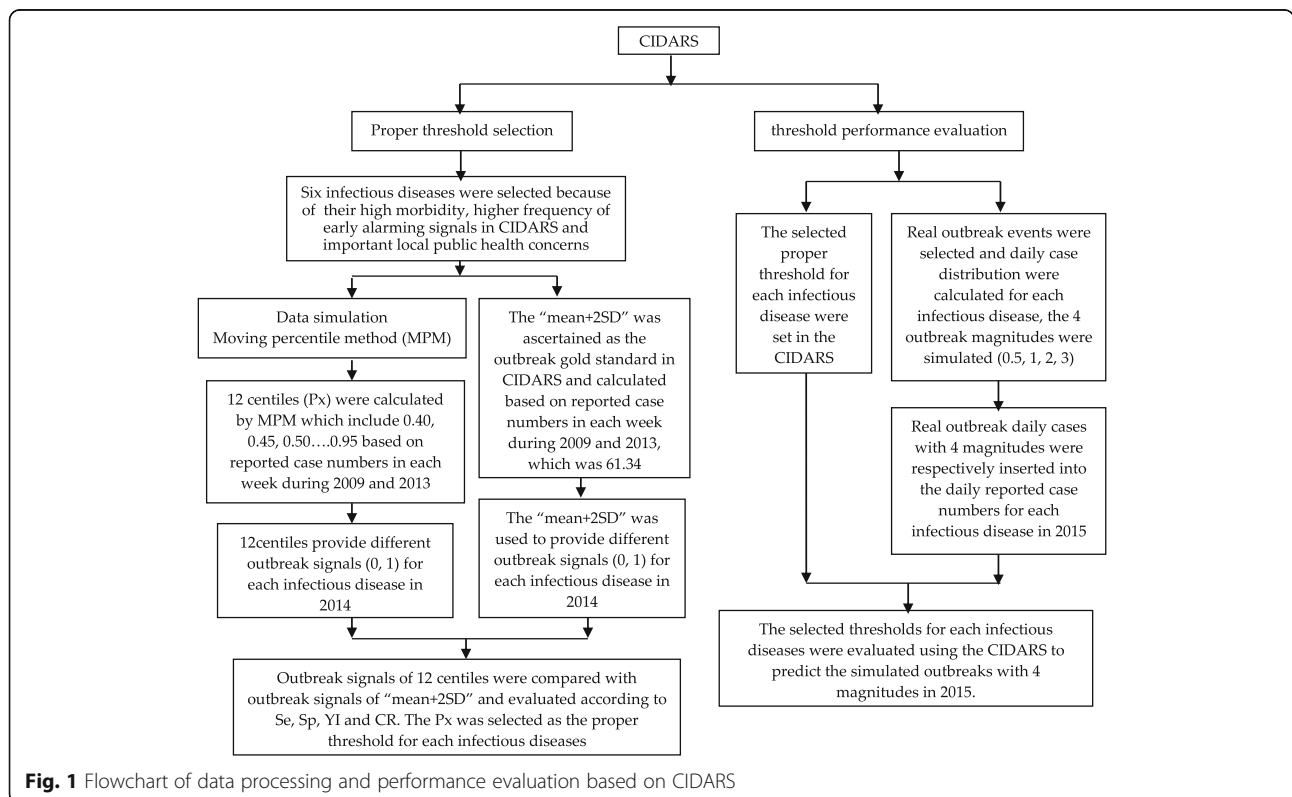 CIDARS
Proper threshold selection
threshold performance evaluation
Six infectious diseases were selected because
of their high morbidity, higher frequency of
early alarming signals in CIDARS and
important local public health concerns
Data simulation
Moving percentile method (MPM)
The “mean+2SD” was
ascertained as the
outbreak gold standard in
CIDARS and calculated
based on reported case
numbers in each week
during 2009 and 2013,
which was 61.34
12 centiles (Px) were calculated
by MPM which include 0.40,
0.45, 0.50….0.95 based on
reported case numbers in each
week during 2009 and 2013
12centiles provide different
outbreak signals (0, 1) for
each infectious disease in
2014
The “mean+2SD” was
used to provide different
outbreak signals (0, 1) for
each infectious disease in
2014
Outbreak signals of 12 centiles were compared with
outbreak signals of “mean+2SD” and evaluated according to
Se, Sp, YI and CR. The Px was selected as the proper
threshold for each infectious diseases
The selected
proper
threshold for
each infectious
disease were
set in the
CIDARS
Real outbreak events were
selected and daily case
distribution were
calculated for each
infectious disease, the 4
outbreak magnitudes were
simulated (0.5, 1, 2, 3)
Real outbreak daily cases
with 4 magnitudes were
respectively inserted into
the daily reported case
numbers for each
infectious disease in 2015
The selected thresholds for each infectious
diseases were evaluated using the CIDARS to
predict the simulated outbreaks with 4
magnitudes in 2015.
Fig. 1 Flowchart of data processing and performance evaluation based on CIDARS